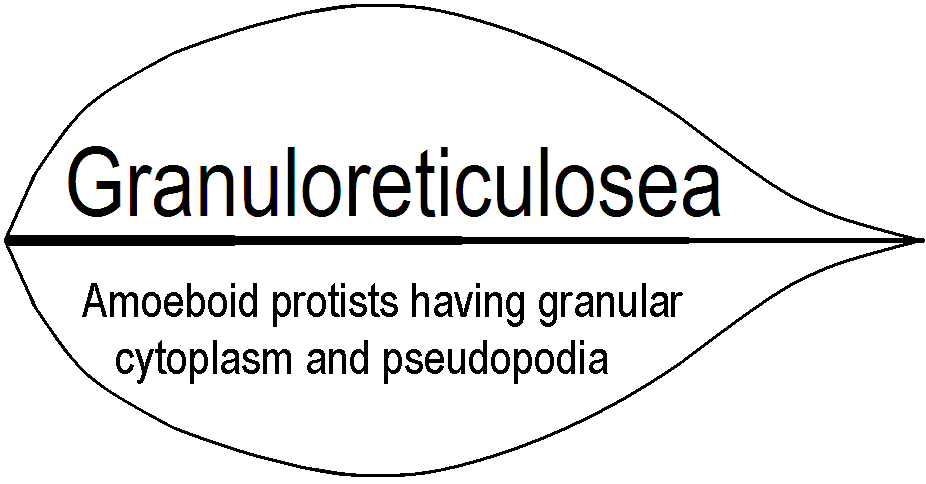 Granuloreticulosea
Amoeboid protists having granular
cytoplasm and pseudopodia